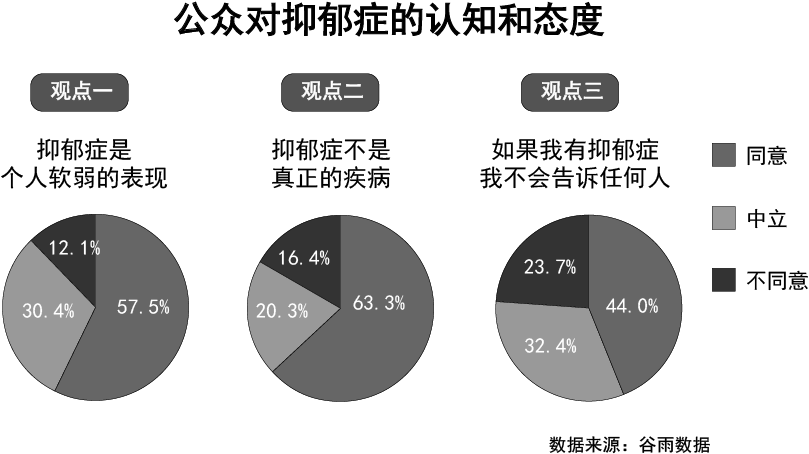 公众对抑郁症的认知和态度
观点一
抑郁症是
个人软弱的表现
12.1%
30.4%
57.5%
观点二
抑郁症不是
真正的疾病
16.4%
20.3%
63.3%
观点三
如果我有抑郁症
我不会告诉任何人
23.7%
44.0%
32.4%
同意
中立
不同意
数据来源：谷雨数据